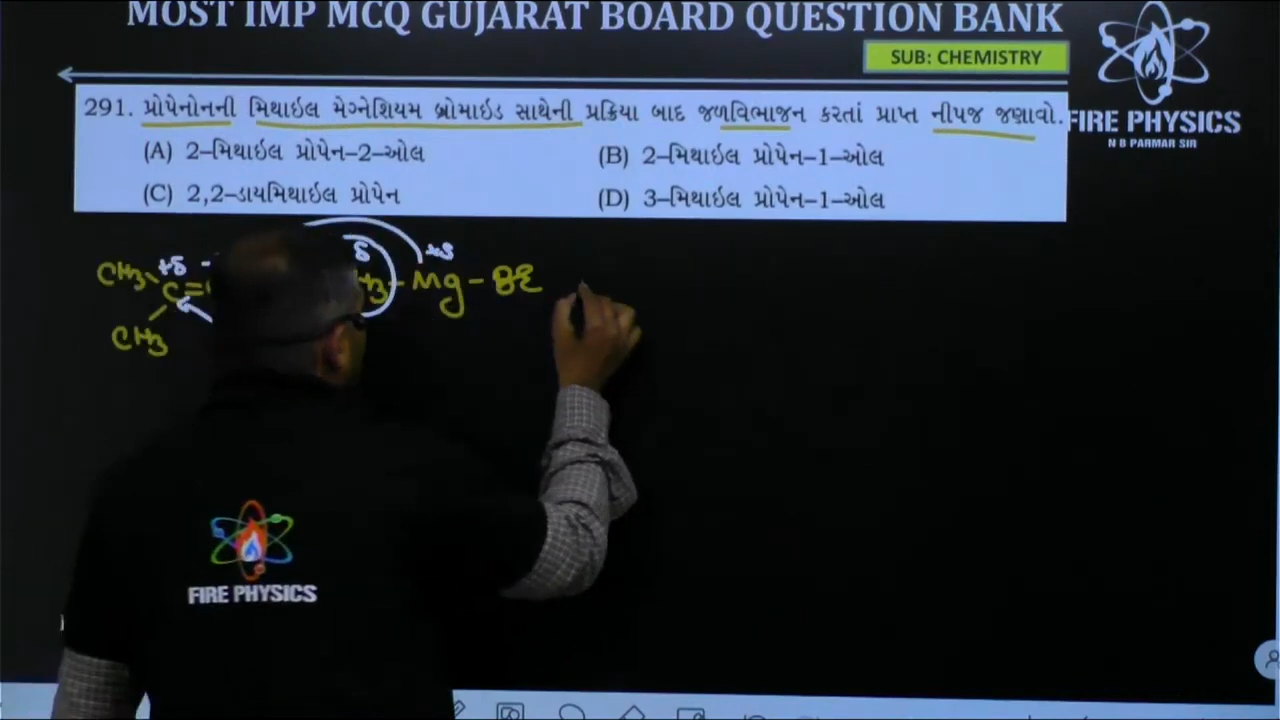 MOST IMP MCQ GUJARAT BOARD QUESTION BANK
SUB: CHEMISTRY
291. પ્રોપેનોનની મિથાઇલ મેગ્નેશિયમ બ્રોમાઇડ સાથેની પ્રક્રિયા બાદ જળવિભાજન કરતાં પ્રાપ્ત નીપજ જણાવો.
(A) 2–મિથાઇલ પ્રોપેન–2–ઓલ (B) 2–મિથાઇલ પ્રોપેન–1–ઓલ
(C) 2,2–ડાયમિથાઇલ પ્રોપેન (D) 3–મિથાઇલ પ્રોપેન–1–ઓલ
FIRE PHYSICS
N B PARMAR SIR
+δ - δ +δ
CH3 C= H3 - Mg - Br
CH3
FIRE PHYSICS